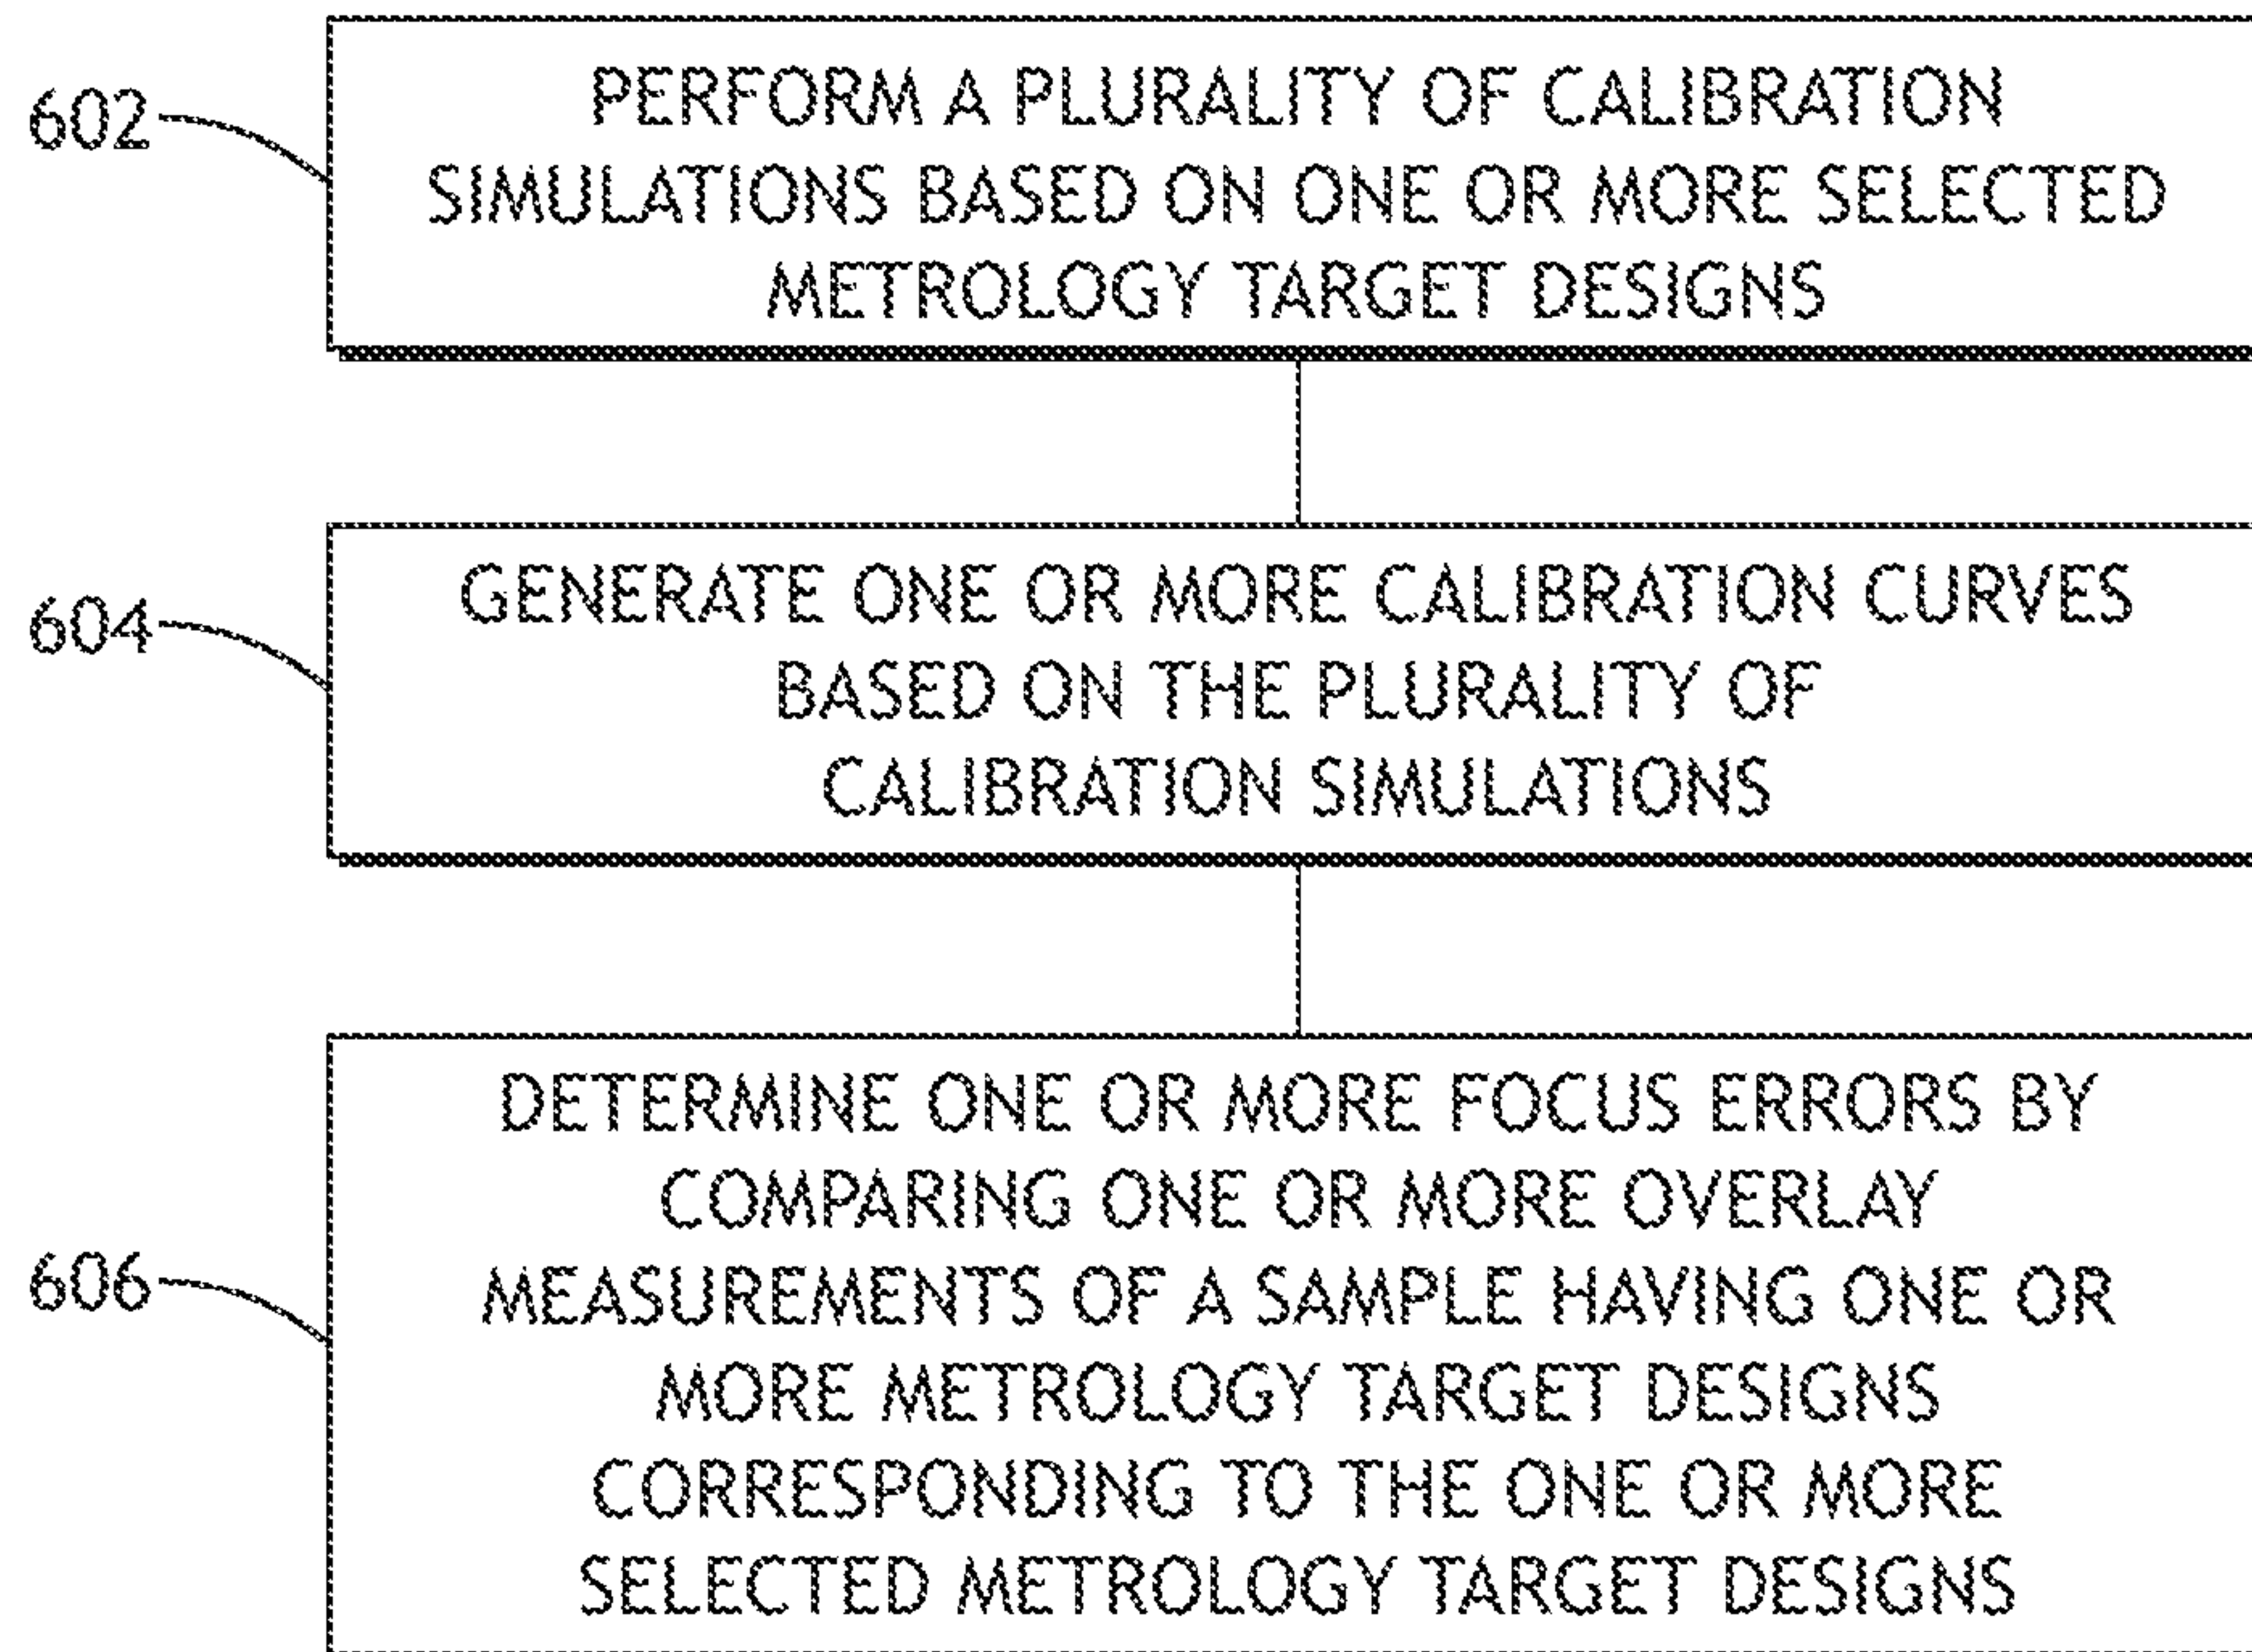 602
PERFORM A PLURALITY OF CALIBRATION
SIMULATIONS BASED ON ONE OR MORE SELECTED
METROLOGY TARGET DESIGNS
604
GENERATE ONE OR MORE CALIBRATION CURVES
BASED ON THE PLURALITY OF
CALIBRATION SIMULATIONS
606
DETERMINE ONE OR MORE FOCUS ERRORS BY
COMPARING ONE OR MORE OVERLAY
MEASUREMENTS OF A SAMPLE HAVING ONE OR
MORE METROLOGY TARGET DESIGNS
CORRESPONDING TO THE ONE OR MORE
SELECTED METROLOGY TARGET DESIGNS